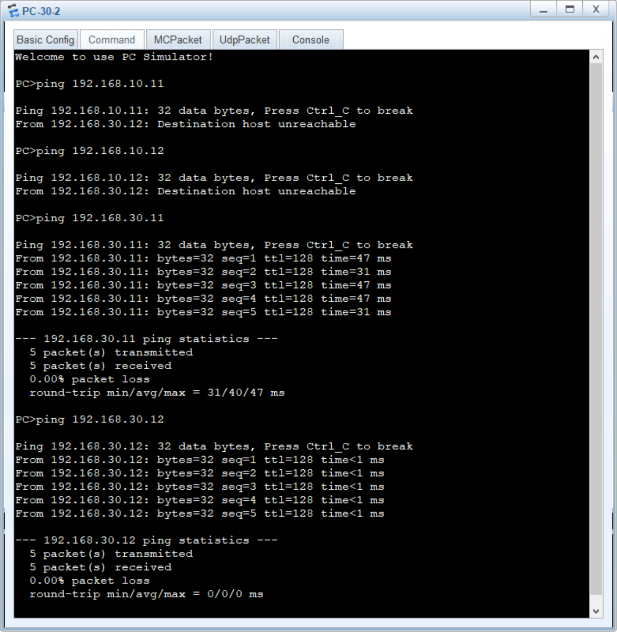 PC-30-2
Basic Config Command MCPacket UdpPacket Console
Welcome to use PC Simulator!
PC>ping 192.168.10.11
Ping 192.168.10.11: 32 data bytes, Press Ctrl_C to break
From 192.168.30.12: Destination host unreachable
PC>ping 192.168.10.12
Ping 192.168.10.12: 32 data bytes, Press Ctrl_C to break
From 192.168.30.12: Destination host unreachable
PC>ping 192.168.30.11
Ping 192.168.30.11: 32 data bytes, Press Ctrl_C to break
From 192.168.30.11: bytes=32 seq=1 ttl=128 time=47 ms
From 192.168.30.11: bytes=32 seq=2 ttl=128 time=31 ms
From 192.168.30.11: bytes=32 seq=3 ttl=128 time=47 ms
From 192.168.30.11: bytes=32 seq=4 ttl=128 time=47 ms
From 192.168.30.11: bytes=32 seq=5 ttl=128 time=31 ms
--- 192.168.30.11 ping statistics ---
5 packet(s) transmitted
5 packet(s) received
0.00% packet loss
round-trip min/avg/max = 31/40/47 ms
PC>ping 192.168.30.12
Ping 192.168.30.12: 32 data bytes, Press Ctrl_C to break
From 192.168.30.12: bytes=32 seq=1 ttl=128 time<1 ms
From 192.168.30.12: bytes=32 seq=2 ttl=128 time<1 ms
From 192.168.30.12: bytes=32 seq=3 ttl=128 time<1 ms
From 192.168.30.12: bytes=32 seq=4 ttl=128 time<1 ms
From 192.168.30.12: bytes=32 seq=5 ttl=128 time<1 ms
--- 192.168.30.12 ping statistics ---
5 packet(s) transmitted
5 packet(s) received
0.00% packet loss
round-trip min/avg/max = 0/0/0 ms